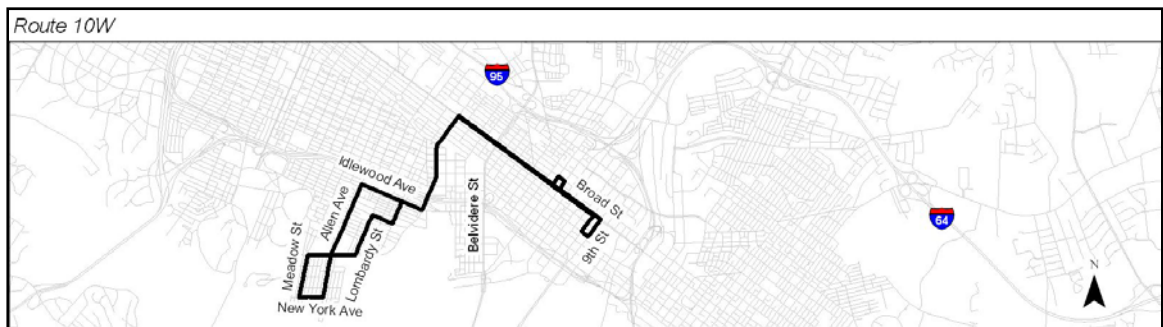 Route 10W
95
Idlewood Ave
Allen Ave
Meadow St
Lombardy St
New York Ave
Belvidere St
Broad St
9th St
64
N